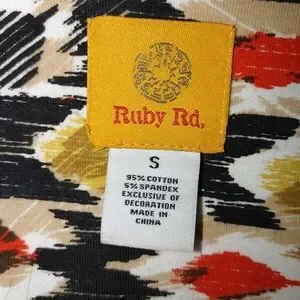 Ruby Rd.
S
95% COTTON
5% SPANDEX
EXCLUSIVE OF
DECORATION
MADE IN
CHINA